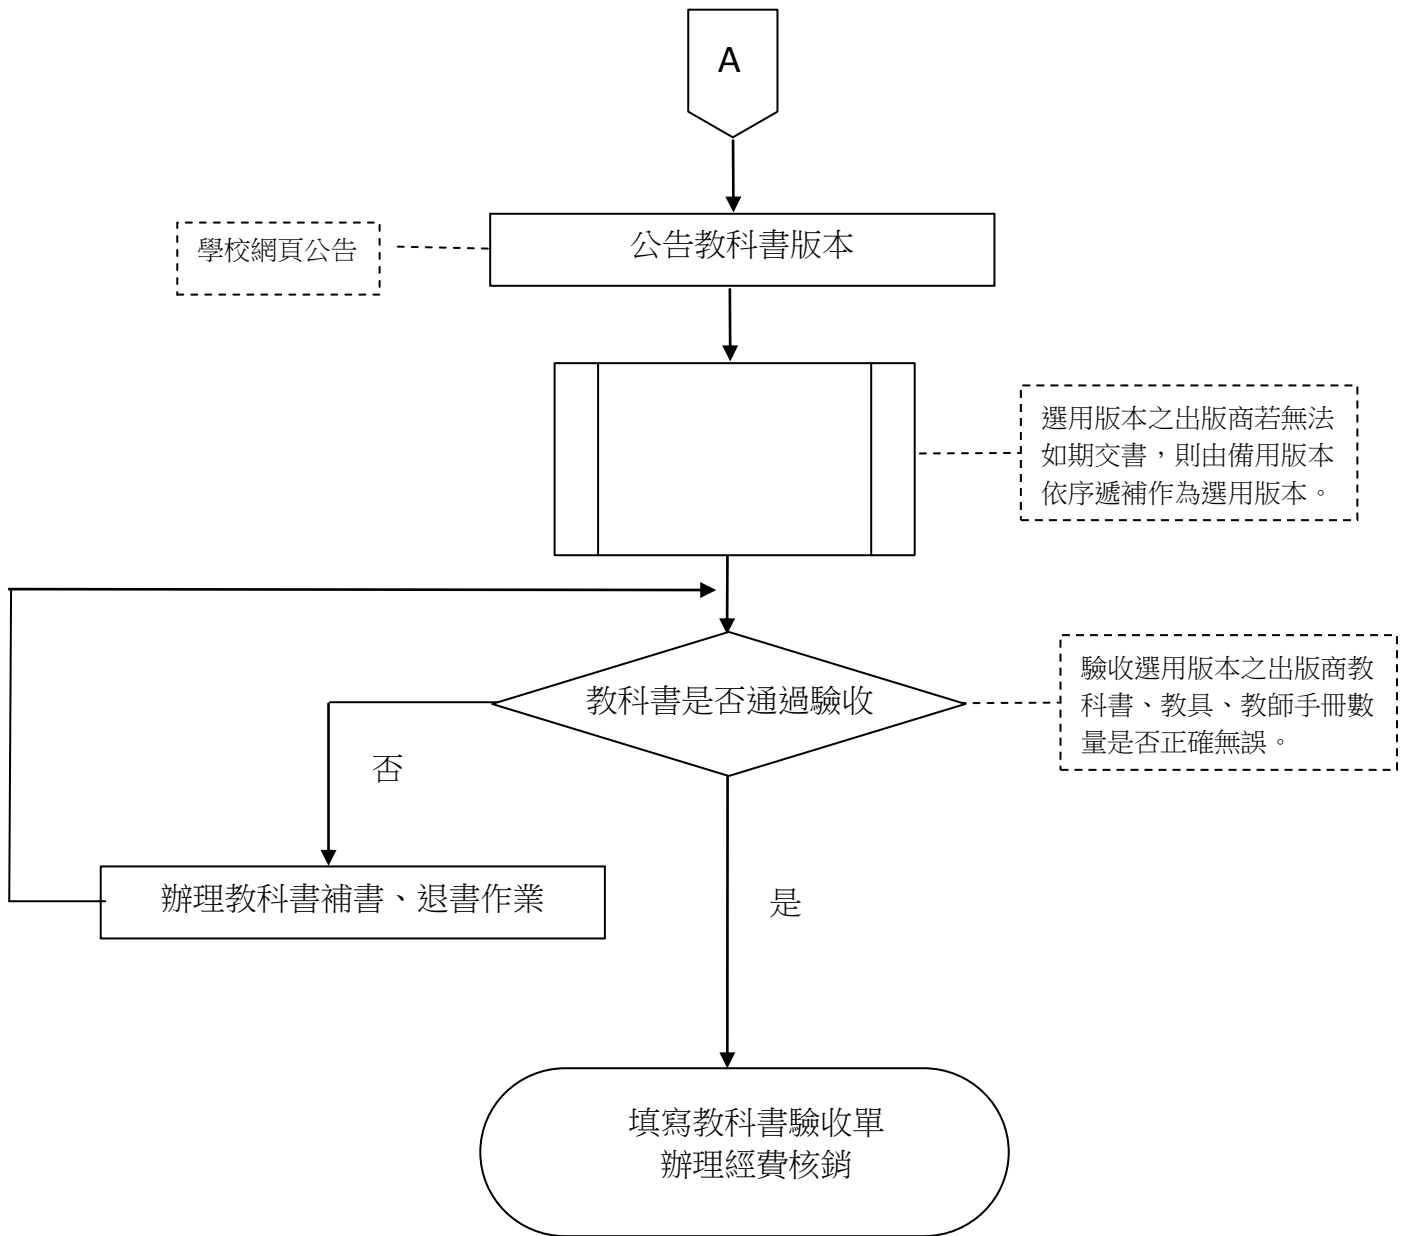 A
學校網頁公告
公告教科書版本
選用版本之出版商若無法
如期交書，則由備用版本
依序遞補作為選用版本。
教科書是否通過驗收
驗收選用版本之出版商教
科書、教具、教師手冊數
量是否正確無誤。
否
辦理教科書補書、退書作業
是
填寫教科書驗收單
辦理經費核銷